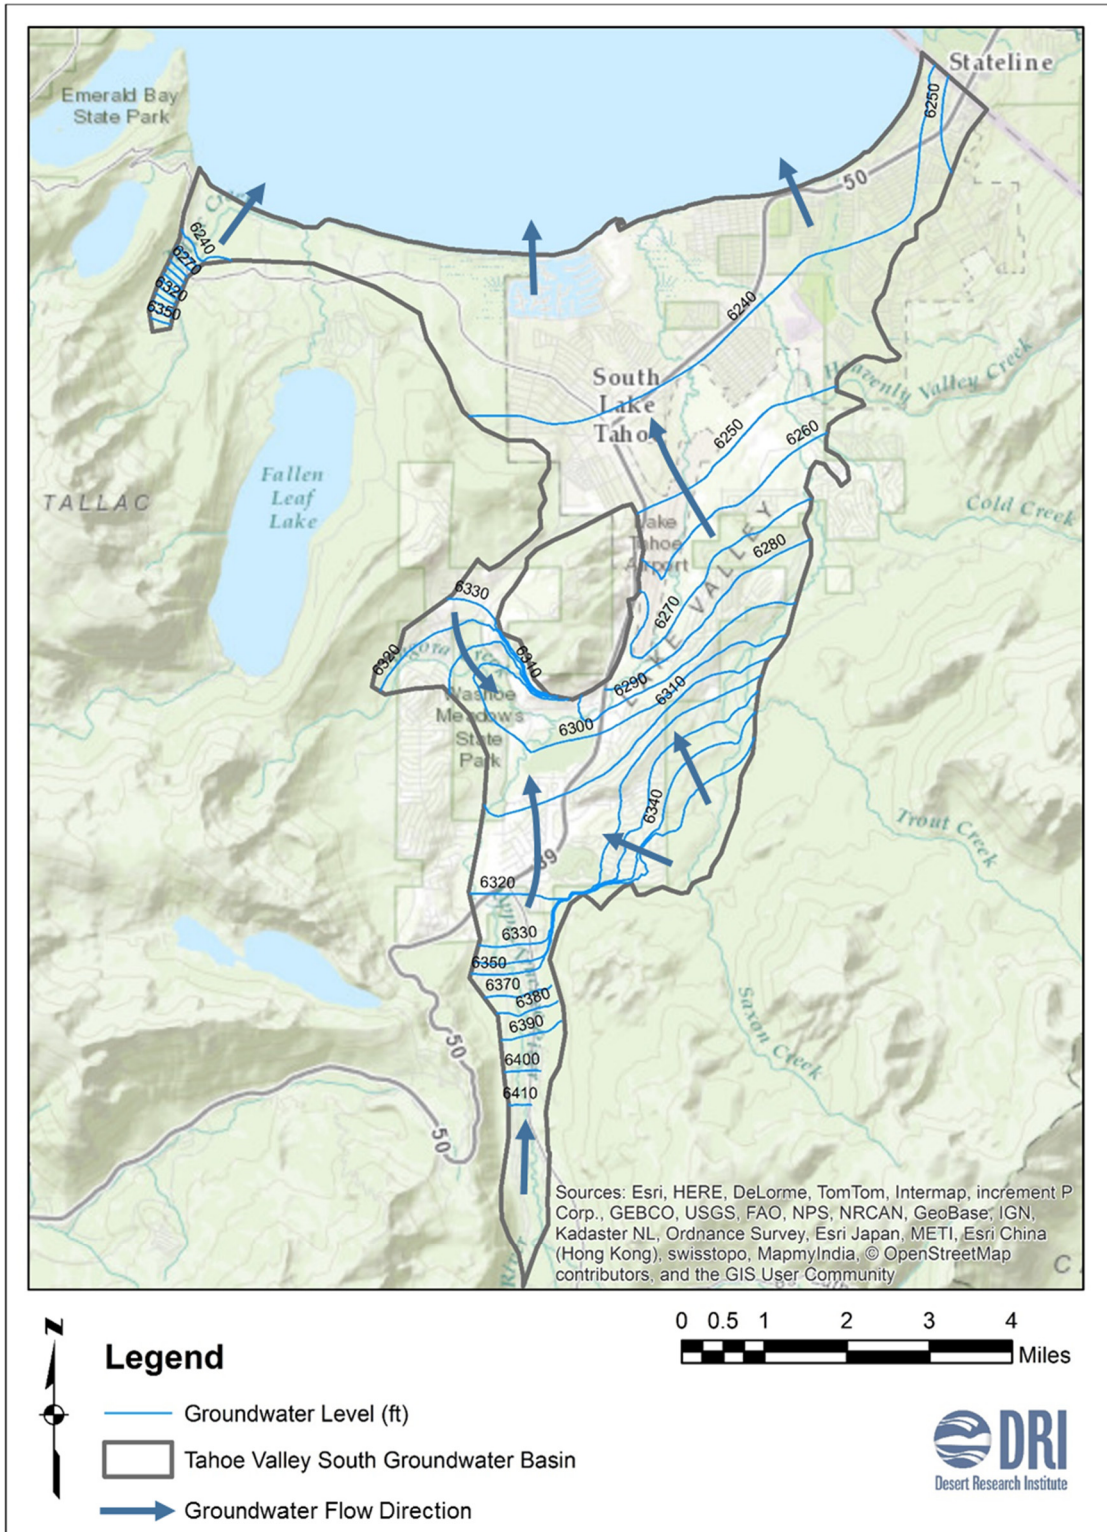 Stateline
Emerald Bay
State Park
6250
50
6240
6270
6320
6350
6240
South
Lake
Tahoe
Heavenly Valley Creek
6250
6260
Fallen
Leaf
Lake
TALLAC
Cold Creek
Lake
Tahoe
Airport
LAKE VALLEY
6280
6330
6270
6320
6340
6290
6310
Washoe
Meadows
State
Park
6300
6340
Trout Creek
89
6320
6330
6350
6370
6380
6390
Saxon Creek
50
6400
6410
50
River
Sources: Esri, HERE, DeLorme, TomTom, Intermap, increment P
Corp., GEBCO, USGS, FAO, NPS, NRCAN, GeoBase, IGN,
Kadaster NL, Ordnance Survey, Esri Japan, METI, Esri China
(Hong Kong), swisstopo, MapmyIndia, © OpenStreetMap
contributors, and the GIS User Community
C
N
0 0.5 1 2 3 4
Miles
Legend
Groundwater Level (ft)
Tahoe Valley South Groundwater Basin
Groundwater Flow Direction
DRI
Desert Research Institute